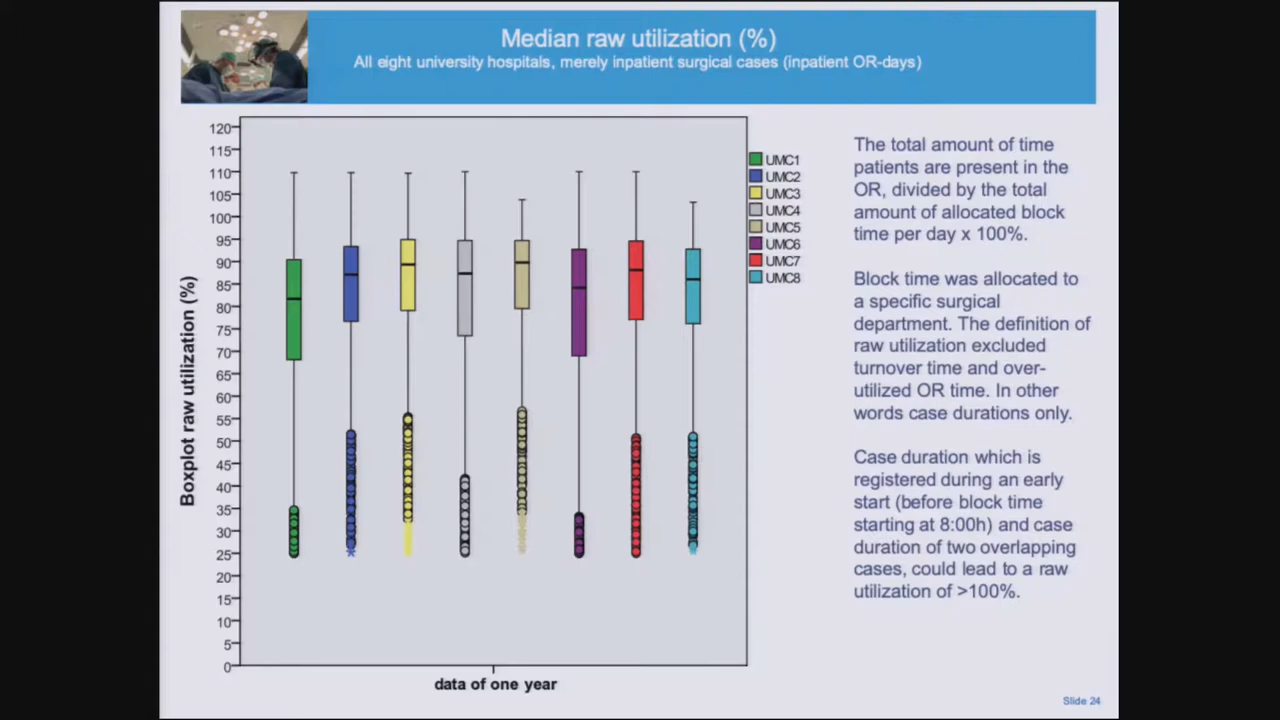 Median raw utilization (%)
All eight university hospitals, merely inpatient surgical cases (inpatient OR-days)
120
115
110
105
100
95
90
85
80
75
70
65
60
55
50
45
40
35
30
25
20
15
10
5
0
Boxplot raw utilization (%)
data of one year
UMC1
UMC2
UMC3
UMC4
UMC5
UMC6
UMC7
UMC8
The total amount of time
patients are present in the
OR, divided by the total
amount of allocated block
time per day x 100%.
Block time was allocated to
a specific surgical
department. The definition of
raw utilization excluded
turnover time and over-
utilized OR time. In other
words case durations only.
Case duration which is
registered during an early
start (before block time
starting at 8:00h) and case
duration of two overlapping
cases, could lead to a raw
utilization of >100%.
Slide 24